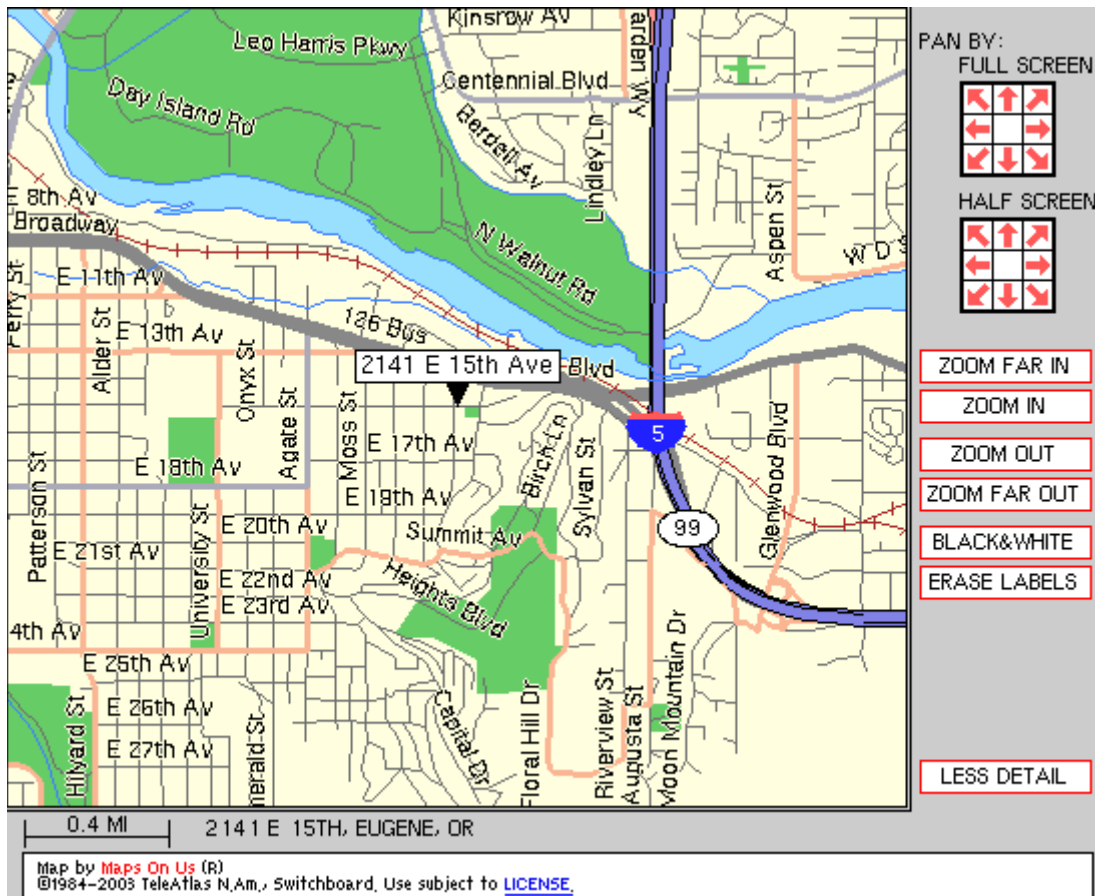 Kinsrow Av
Leo Harris Pkwy
arden Wy
Centennial Blvd
Day Island Rd
Berdell Av
Lindley Ln
E 8th Av
Broadway
N Walnut Rd
Aspen St
W D S
E 11th Av
Ferry St
Alder St
E 13th Av
126 Bus
2141 E 15th Ave
Blvd
Onyx St
Agate St
Moss St
E 17th Av
Birch Ln
Sylvan St
5
Glenwood Blvd
E 18th Av
E 19th Av
Patterson St
University St
E 20th Av
Summit Av
99
E 21st Av
E 22nd Av
E 23rd Av
Heights Blvd
4th Av
E 25th Av
E 26th Av
E 27th Av
Hilyard St
merald St
Capital Dr
Floral Hill Dr
Riverview St
Augusta St
Moon Mountain Dr
PAN BY:
FULL SCREEN
HALF SCREEN
ZOOM FAR IN
ZOOM IN
ZOOM OUT
ZOOM FAR OUT
BLACK&WHITE
ERASE LABELS
LESS DETAIL
0.4 MI
2141 E 15TH, EUGENE, OR
Map by Maps On Us (R)
©1984-2003 TeleAtlas N.Am., Switchboard. Use subject to LICENSE.